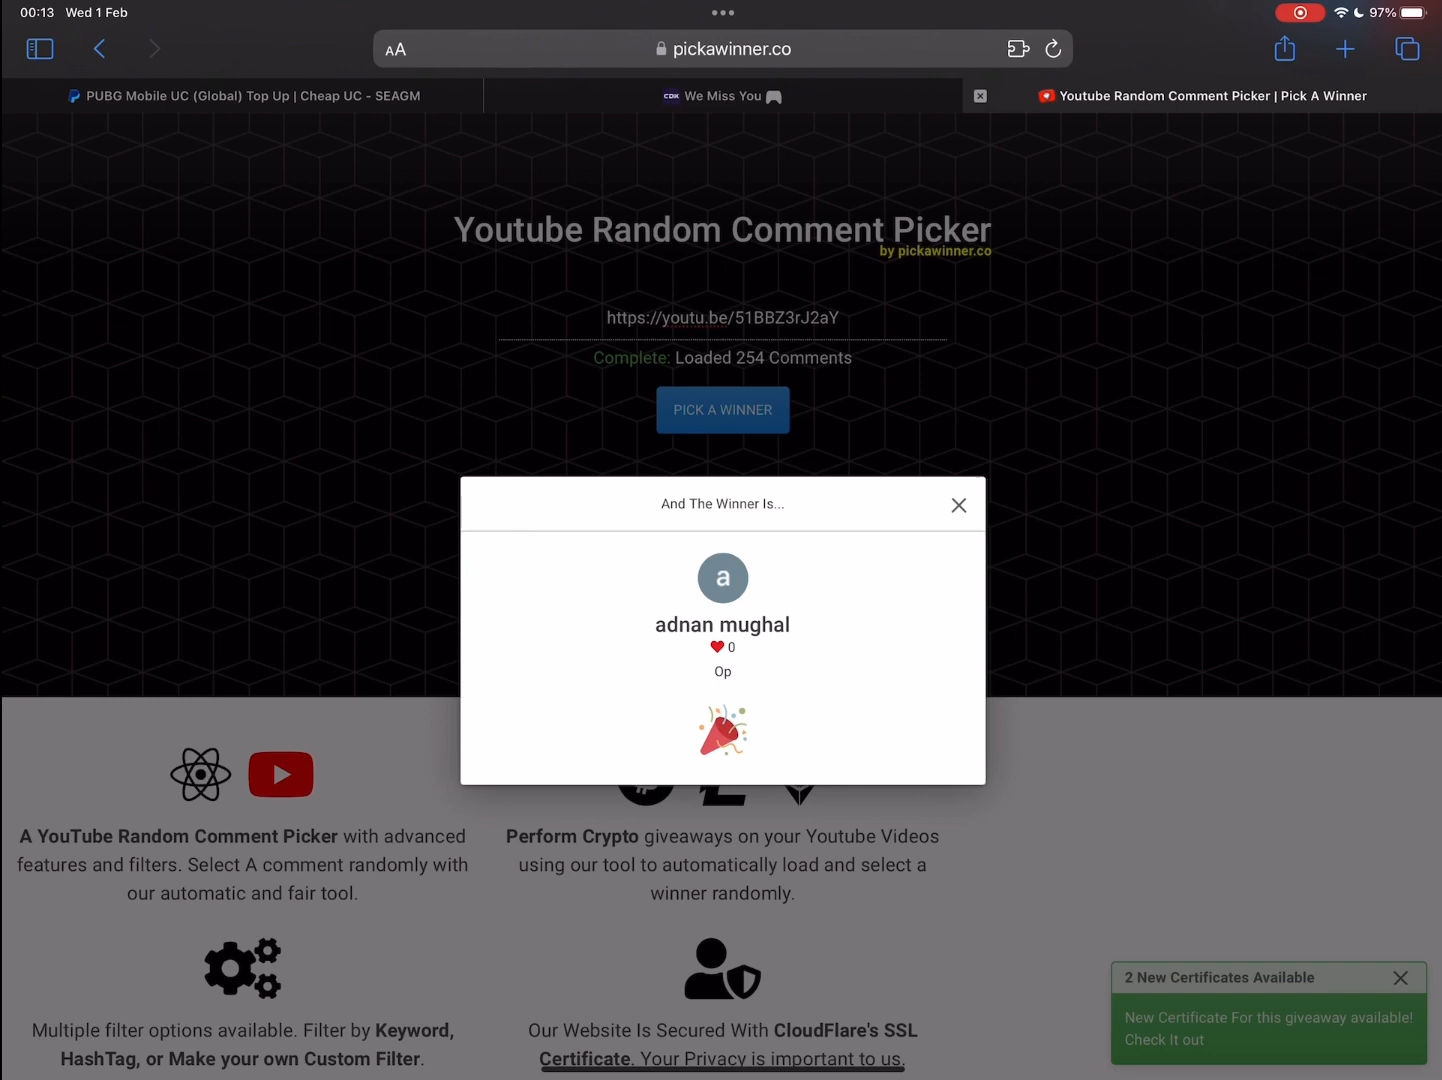 00:13 Wed 1 Feb
97%
AA
pickawinner.co
PUBG Mobile UC (Global) Top Up | Cheap UC - SEAGM
CDK We Miss You 🎮
Youtube Random Comment Picker | Pick A Winner
Youtube Random Comment Picker
by pickawinner.co
https://youtu.be/51BBZ3rJ2aY
Complete: Loaded 254 Comments
PICK A WINNER
And The Winner Is...
a
adnan mughal
❤ 0
Op
A YouTube Random Comment Picker with advanced
features and filters. Select A comment randomly with
our automatic and fair tool.
Perform Crypto giveaways on your Youtube Videos
using our tool to automatically load and select a
winner randomly.
Multiple filter options available. Filter by Keyword,
HashTag, or Make your own Custom Filter.
Our Website Is Secured With CloudFlare's SSL
Certificate. Your Privacy is important to us.
2 New Certificates Available
New Certificate For this giveaway available!
Check It out